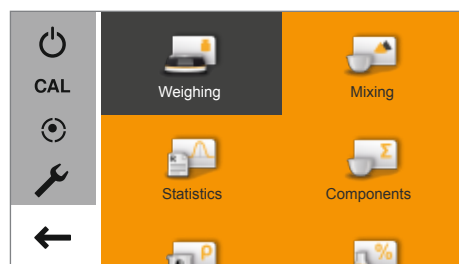 CAL
Weighing
Mixing
Σ
Statistics
Components
ρ
%